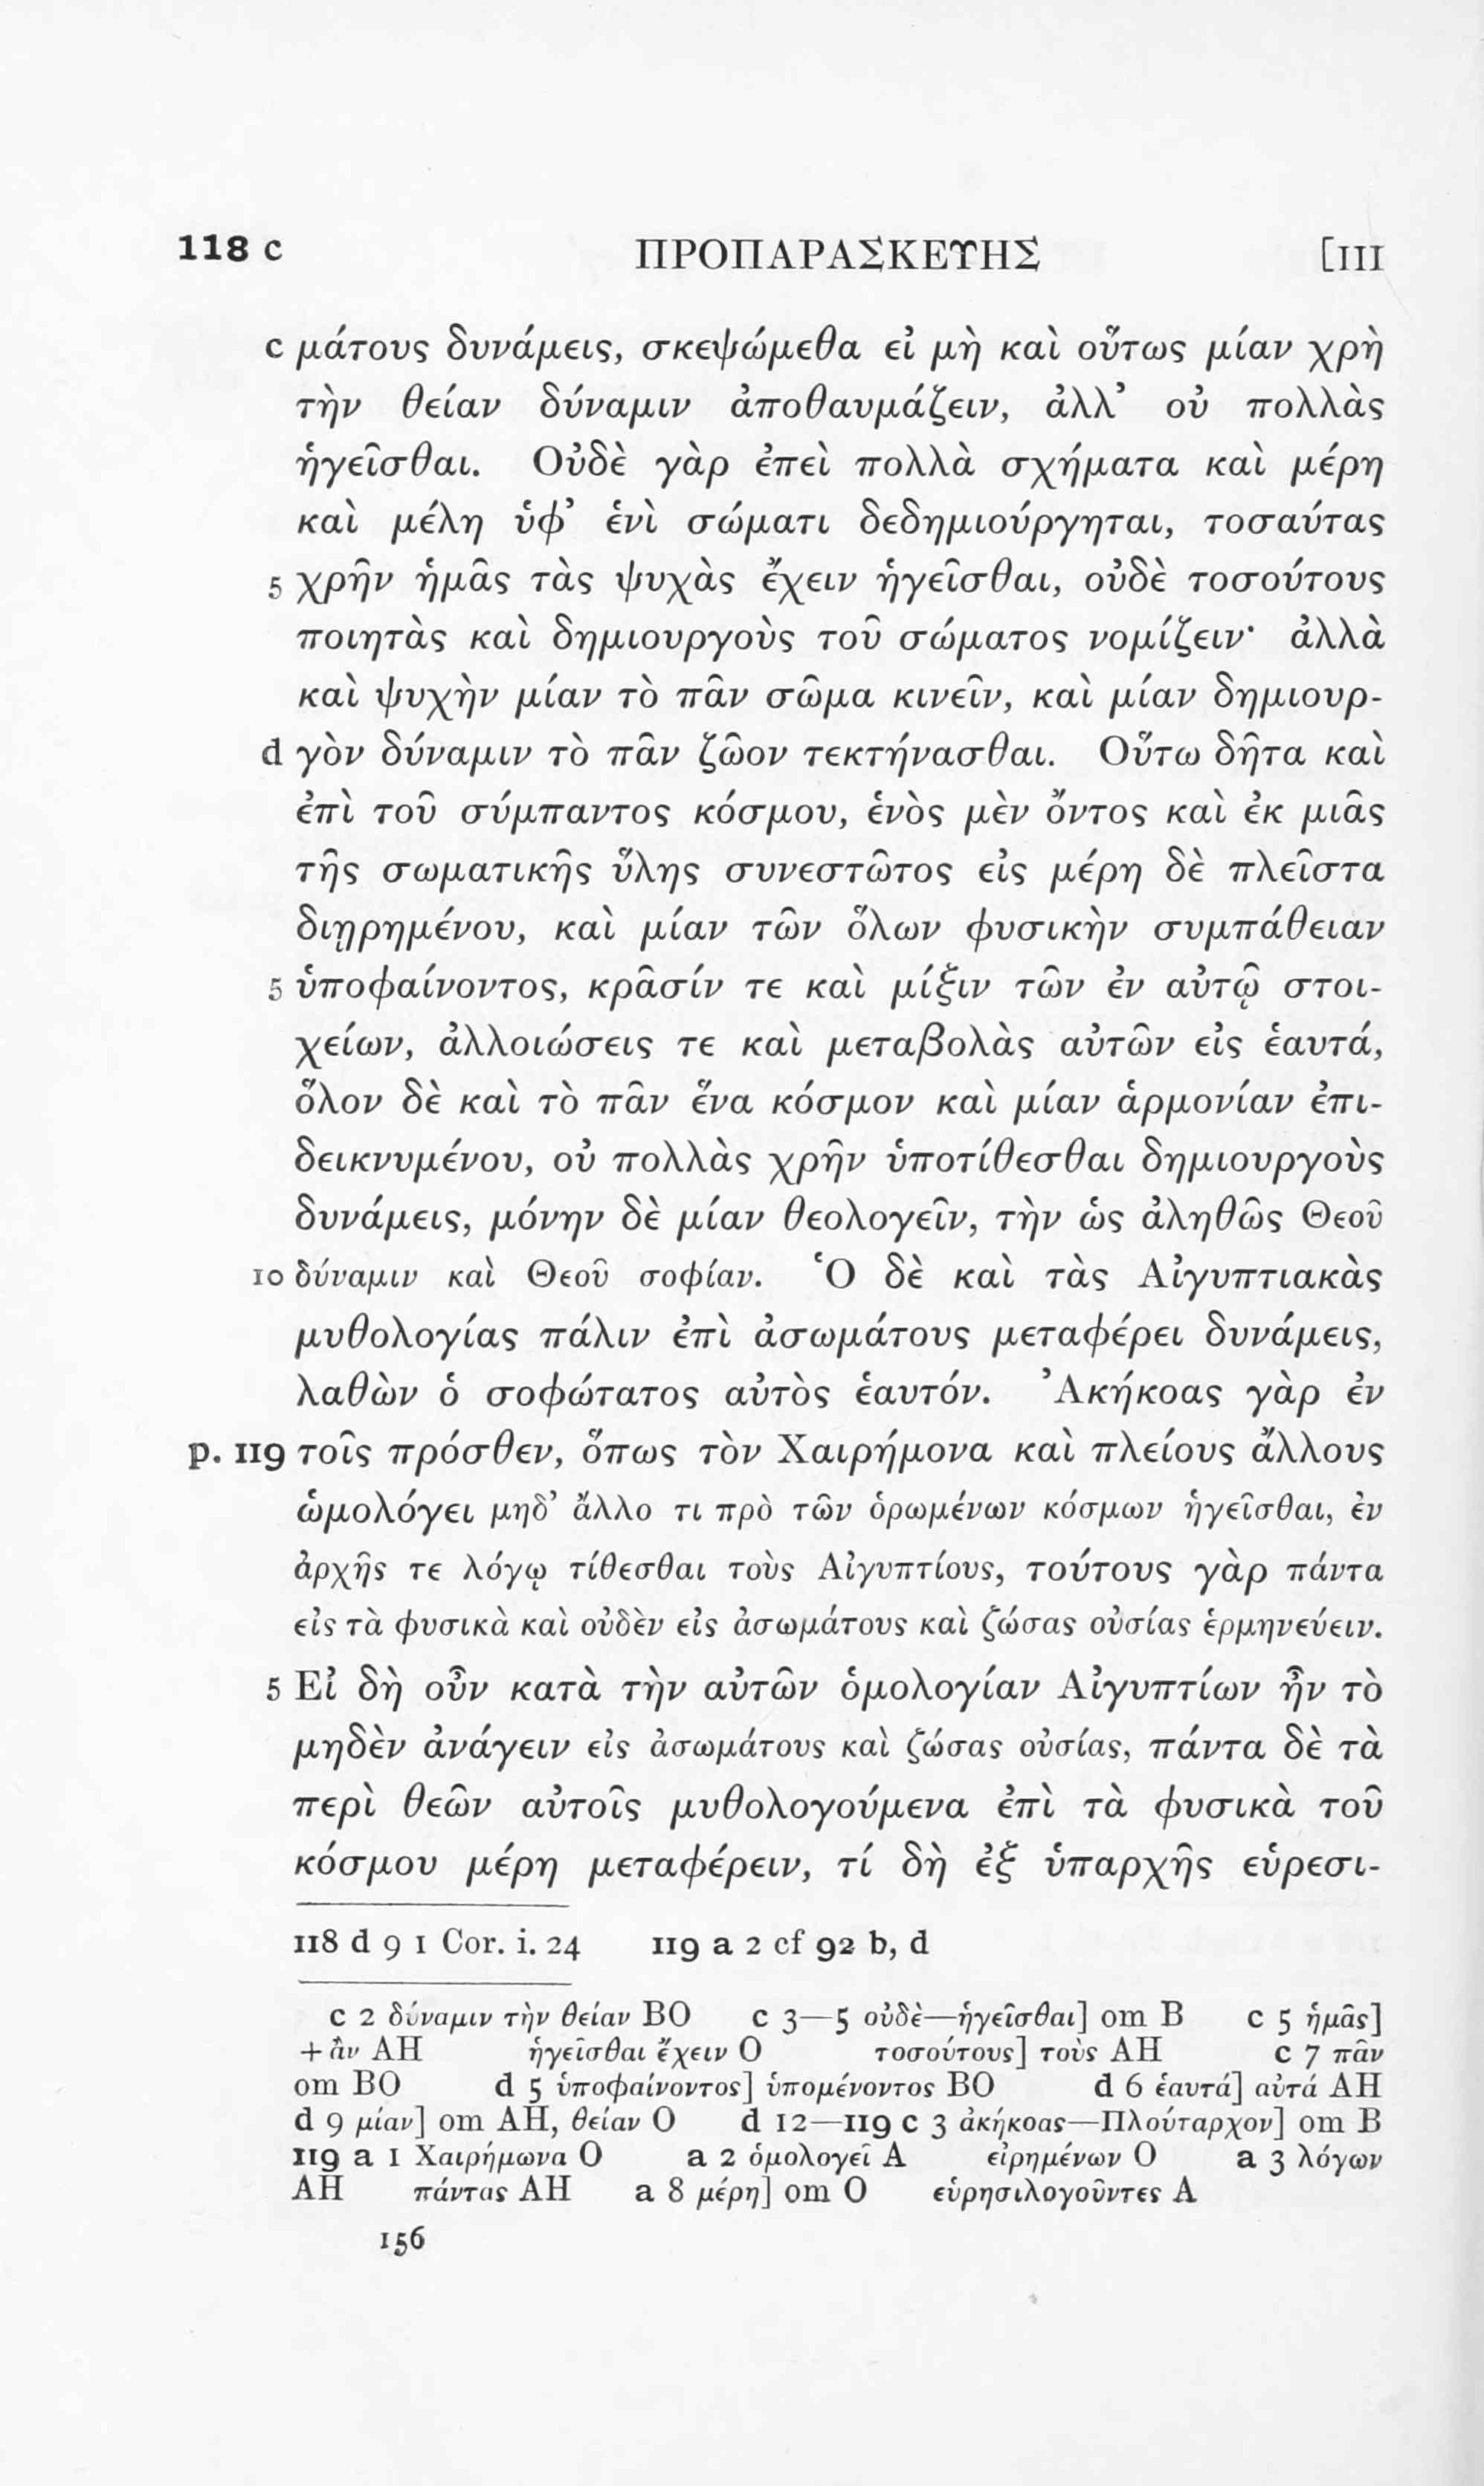 118 c ΠΡΟΠΑΡΑΣΚΕΥΗΣ [III
c μάτους δυνάμεις, σκεψώμεθα εἰ μὴ καὶ οὕτως μίαν χρὴ
τὴν θείαν δύναμιν ἀποθαυμάζειν, ἀλλ’ οὐ πολλὰς
ἡγεῖσθαι. Οὐδὲ γὰρ ἐπεὶ πολλὰ σχήματα καὶ μέρη
καὶ μέλη ὑφ’ ἑνὶ σώματι δεδημιούργηται, τοσαύτας
5 χρῆν ἡμᾶς τὰς ψυχὰς ἔχειν ἡγεῖσθαι, οὐδὲ τοσούτους
ποιητὰς καὶ δημιουργοὺς τοῦ σώματος νομίζειν· ἀλλὰ
καὶ ψυχὴν μίαν τὸ πᾶν σῶμα κινεῖν, καὶ μίαν δημιουρ-
d γὸν δύναμιν τὸ πᾶν ζῶον τεκτήνασθαι. Οὕτω δῆτα καὶ
ἐπὶ τοῦ σύμπαντος κόσμου, ἑνὸς μὲν ὄντος καὶ ἐκ μιᾶς
τῆς σωματικῆς ὕλης συνεστῶτος εἰς μέρη δὲ πλεῖστα
διῃρημένου, καὶ μίαν τῶν ὅλων φυσικὴν συμπάθειαν
5 ὑποφαίνοντος, κρᾶσίν τε καὶ μίξιν τῶν ἐν αὐτῷ στοι-
χείων, ἀλλοιώσεις τε καὶ μεταβολὰς αὐτῶν εἰς ἑαυτά,
ὅλον δὲ καὶ τὸ πᾶν ἕνα κόσμον καὶ μίαν ἁρμονίαν ἐπι-
δεικνυμένου, οὐ πολλὰς χρῆν ὑποτίθεσθαι δημιουργοὺς
δυνάμεις, μόνην δὲ μίαν θεολογεῖν, τὴν ὡς ἀληθῶς Θεοῦ
10 δύναμιν καὶ Θεοῦ σοφίαν. Ὁ δὲ καὶ τὰς Αἰγυπτιακὰς
μυθολογίας πάλιν ἐπὶ ἀσωμάτους μεταφέρει δυνάμεις,
λαθὼν ὁ σοφώτατος αὐτὸς ἑαυτόν. Ἀκήκοας γὰρ ἐν
p. 119 τοῖς πρόσθεν, ὅπως τὸν Χαιρήμονα καὶ πλείους ἄλλους
ὡμολόγει μηδ’ ἄλλο τι πρὸ τῶν ὁρωμένων κόσμων ἡγεῖσθαι, ἐν
ἀρχῆς τε λόγῳ τίθεσθαι τοὺς Αἰγυπτίους, τούτους γὰρ πάντα
εἰς τὰ φυσικὰ καὶ οὐδὲν εἰς ἀσωμάτους καὶ ζώσας οὐσίας ἑρμηνεύειν.
5 Εἰ δὴ οὖν κατὰ τὴν αὐτῶν ὁμολογίαν Αἰγυπτίων ἦν τὸ
μηδὲν ἀνάγειν εἰς ἀσωμάτους καὶ ζώσας οὐσίας, πάντα δὲ τὰ
περὶ θεῶν αὐτοῖς μυθολογούμενα ἐπὶ τὰ φυσικὰ τοῦ
κόσμου μέρη μεταφέρειν, τί δὴ ἐξ ὑπαρχῆς εὑρεσι-
118 d 9 1 Cor. i. 24 119 a 2 cf 92 b, d
c 2 δύναμιν τὴν θείαν BO c 3—5 οὐδὲ—ἡγεῖσθαι] om B c 5 ἡμᾶς]
+ ἂν AH ἡγεῖσθαι ἔχειν O τοσούτους] τοὺς AH c 7 πᾶν
om BO d 5 ὑποφαίνοντος] ὑπομένοντος BO d 6 ἑαυτά] αὐτά AH
d 9 μίαν] om AH, θείαν O d 12—119 c 3 ἀκήκοας—Πλούταρχον] om B
119 a 1 Χαιρήμωνα O a 2 ὁμολογεῖ A εἰρημένων O a 3 λόγων
AH πάντας AH a 8 μέρη] om O εὑρησιλογοῦντες A
156